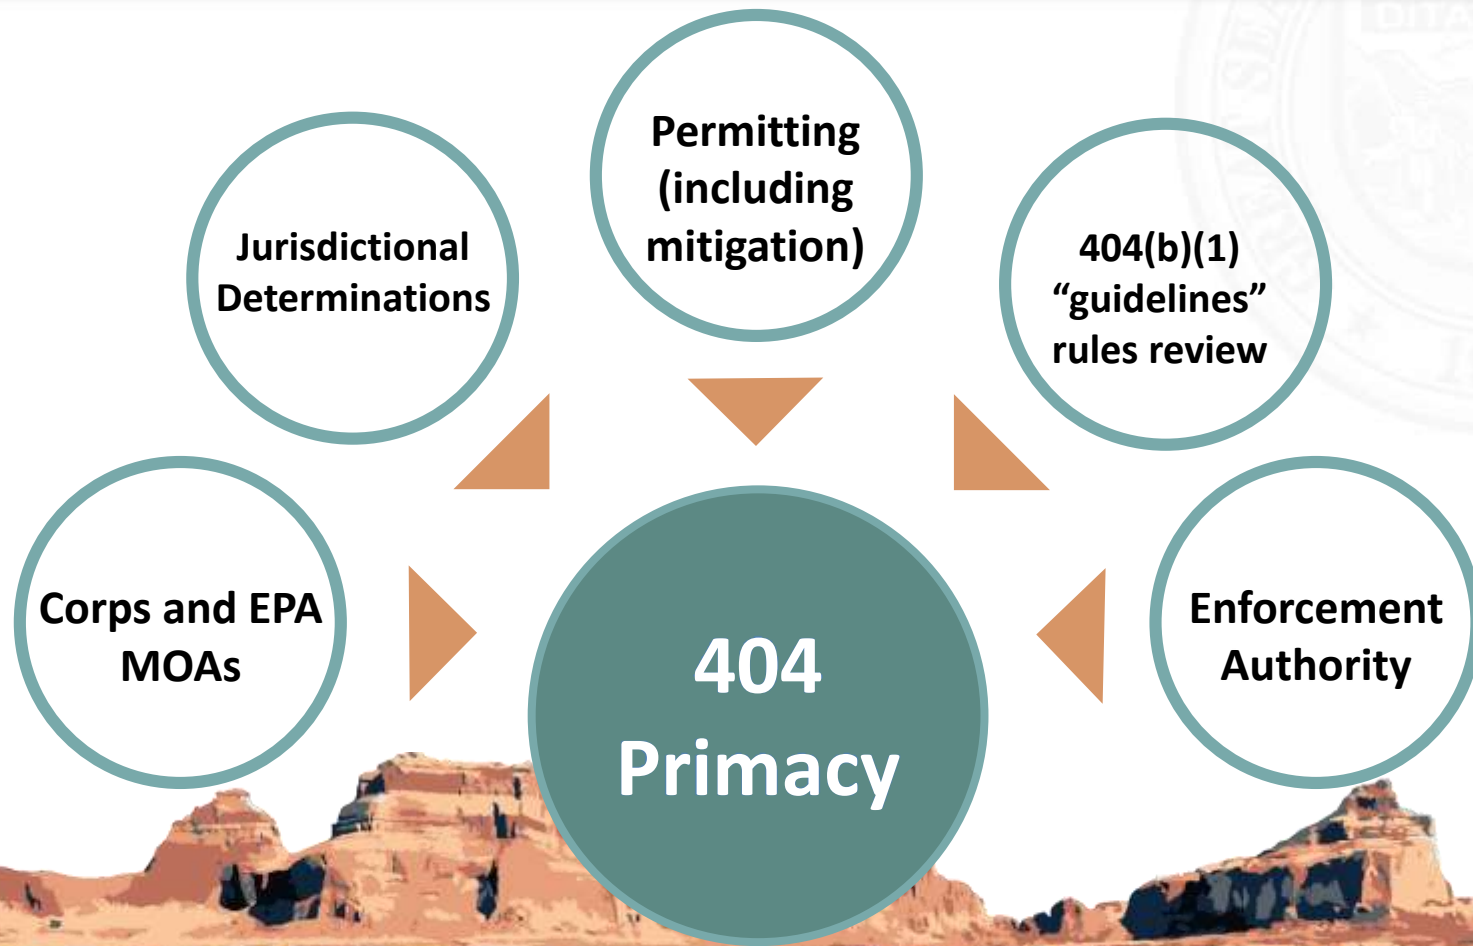 Permitting
(including
mitigation)
Jurisdictional
Determinations
404(b)(1)
“guidelines”
rules review
Corps and EPA
MOAs
Enforcement
Authority
404
Primacy